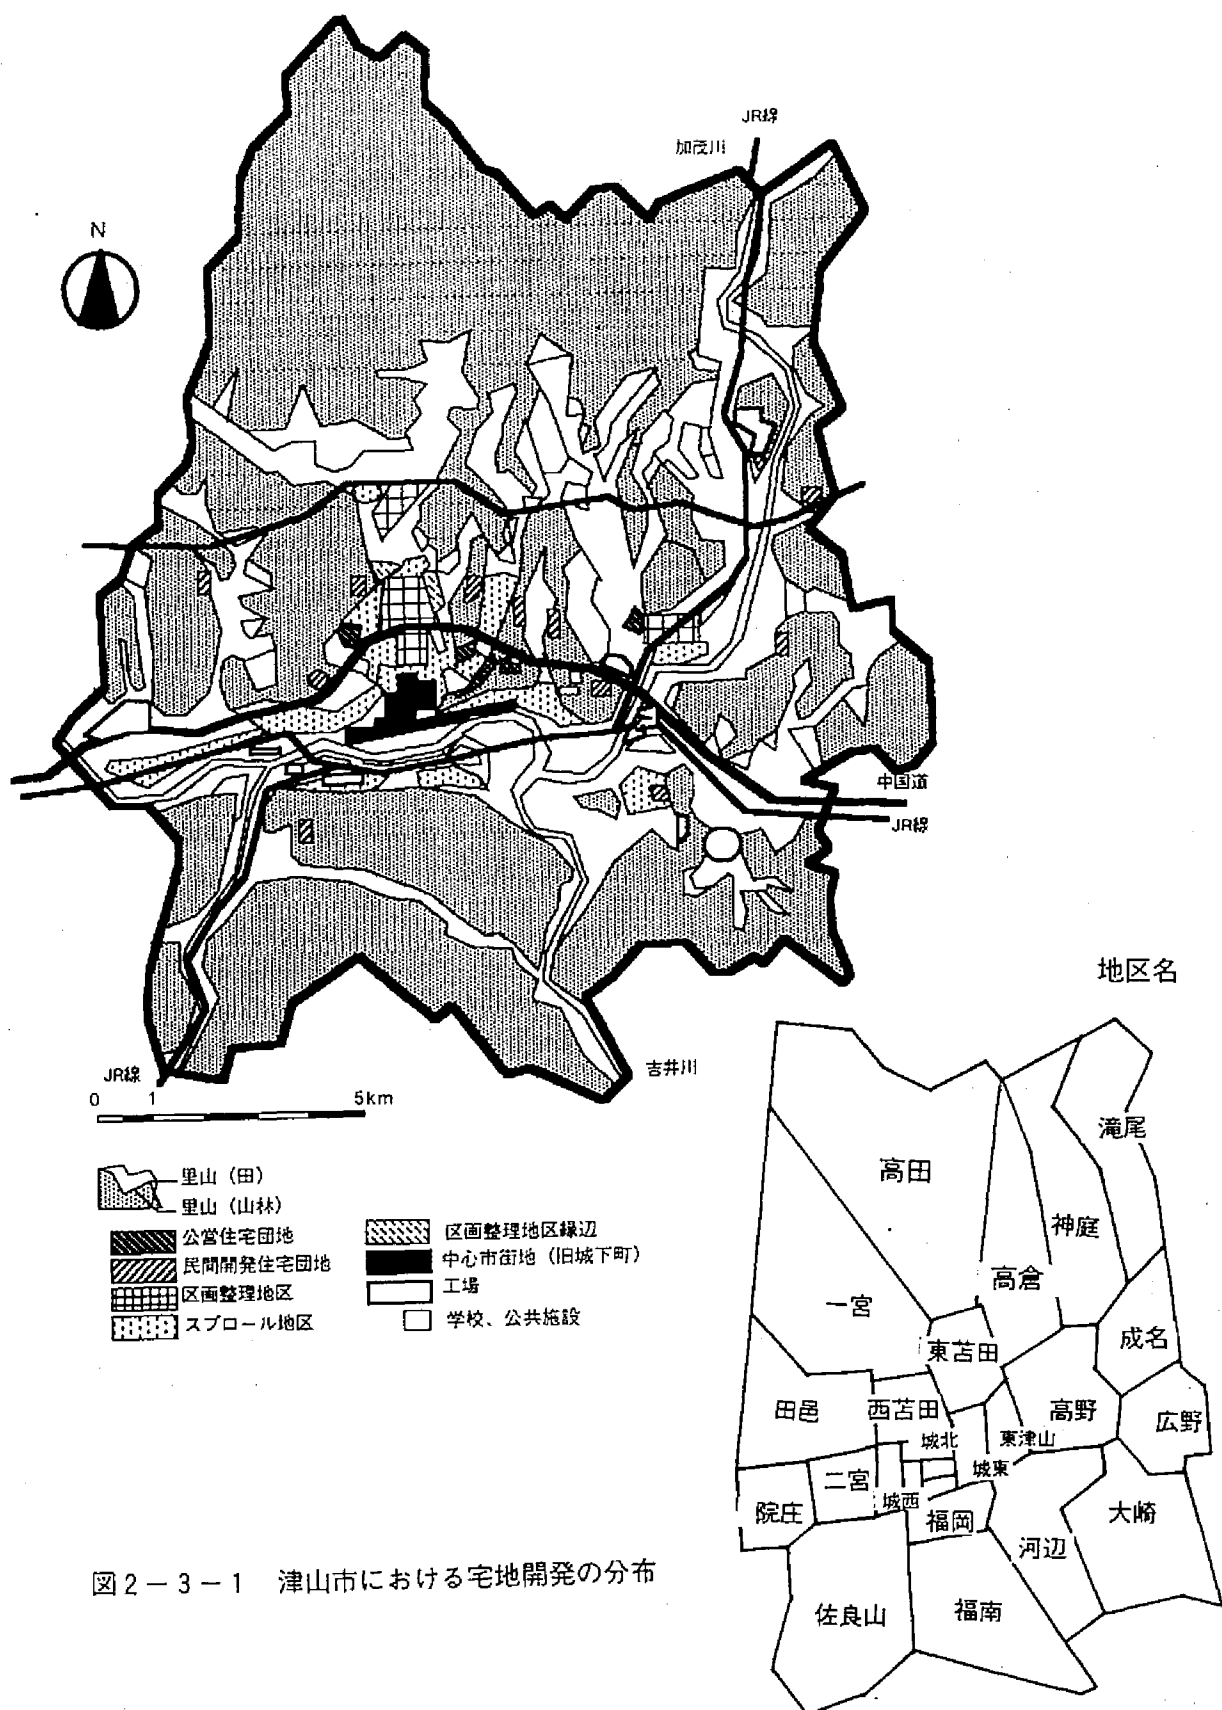 JR線
加茂川
N
中国道
JR線
地区名
JR線
吉井川
0 1 5km
里山（田）
里山（山林）
公営住宅団地
民間開発住宅団地
区画整理地区
スプロール地区
区画整理地区縁辺
中心市街地（旧城下町）
工場
学校、公共施設
滝尾
高田
神庭
高倉
一宮
東苫田
成名
田邑
西苫田
高野
広野
城北
東津山
城東
二宮
城西
院庄
福岡
大崎
河辺
佐良山
福南
図2－3－1 津山市における宅地開発の分布